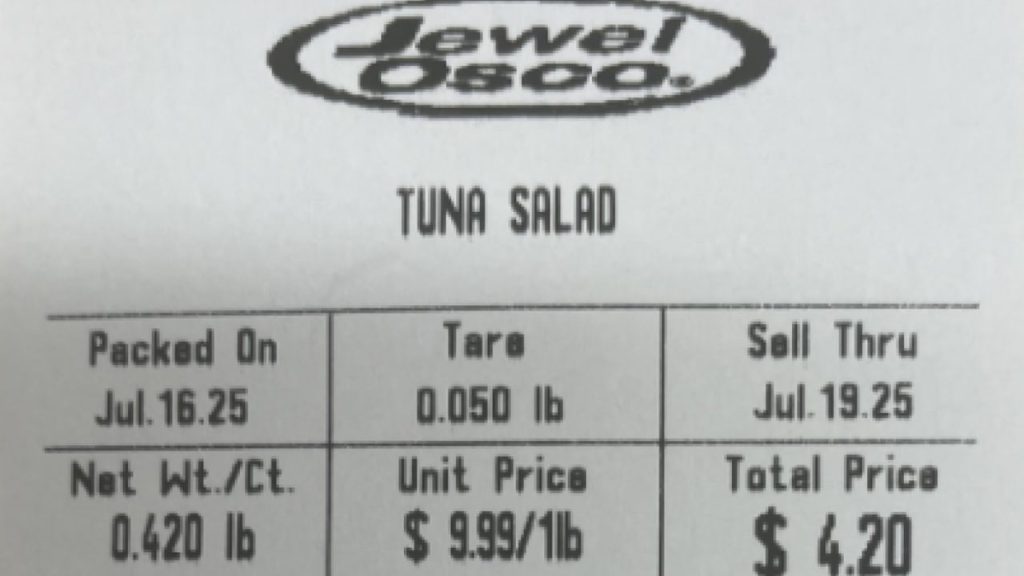 Jewel
Osco®
TUNA SALAD
Packed On
Jul.16.25
Tare
0.050 lb
Sell Thru
Jul.19.25
Net Wt./Ct.
0.420 lb
Unit Price
$ 9.99/1lb
Total Price
$ 4.20